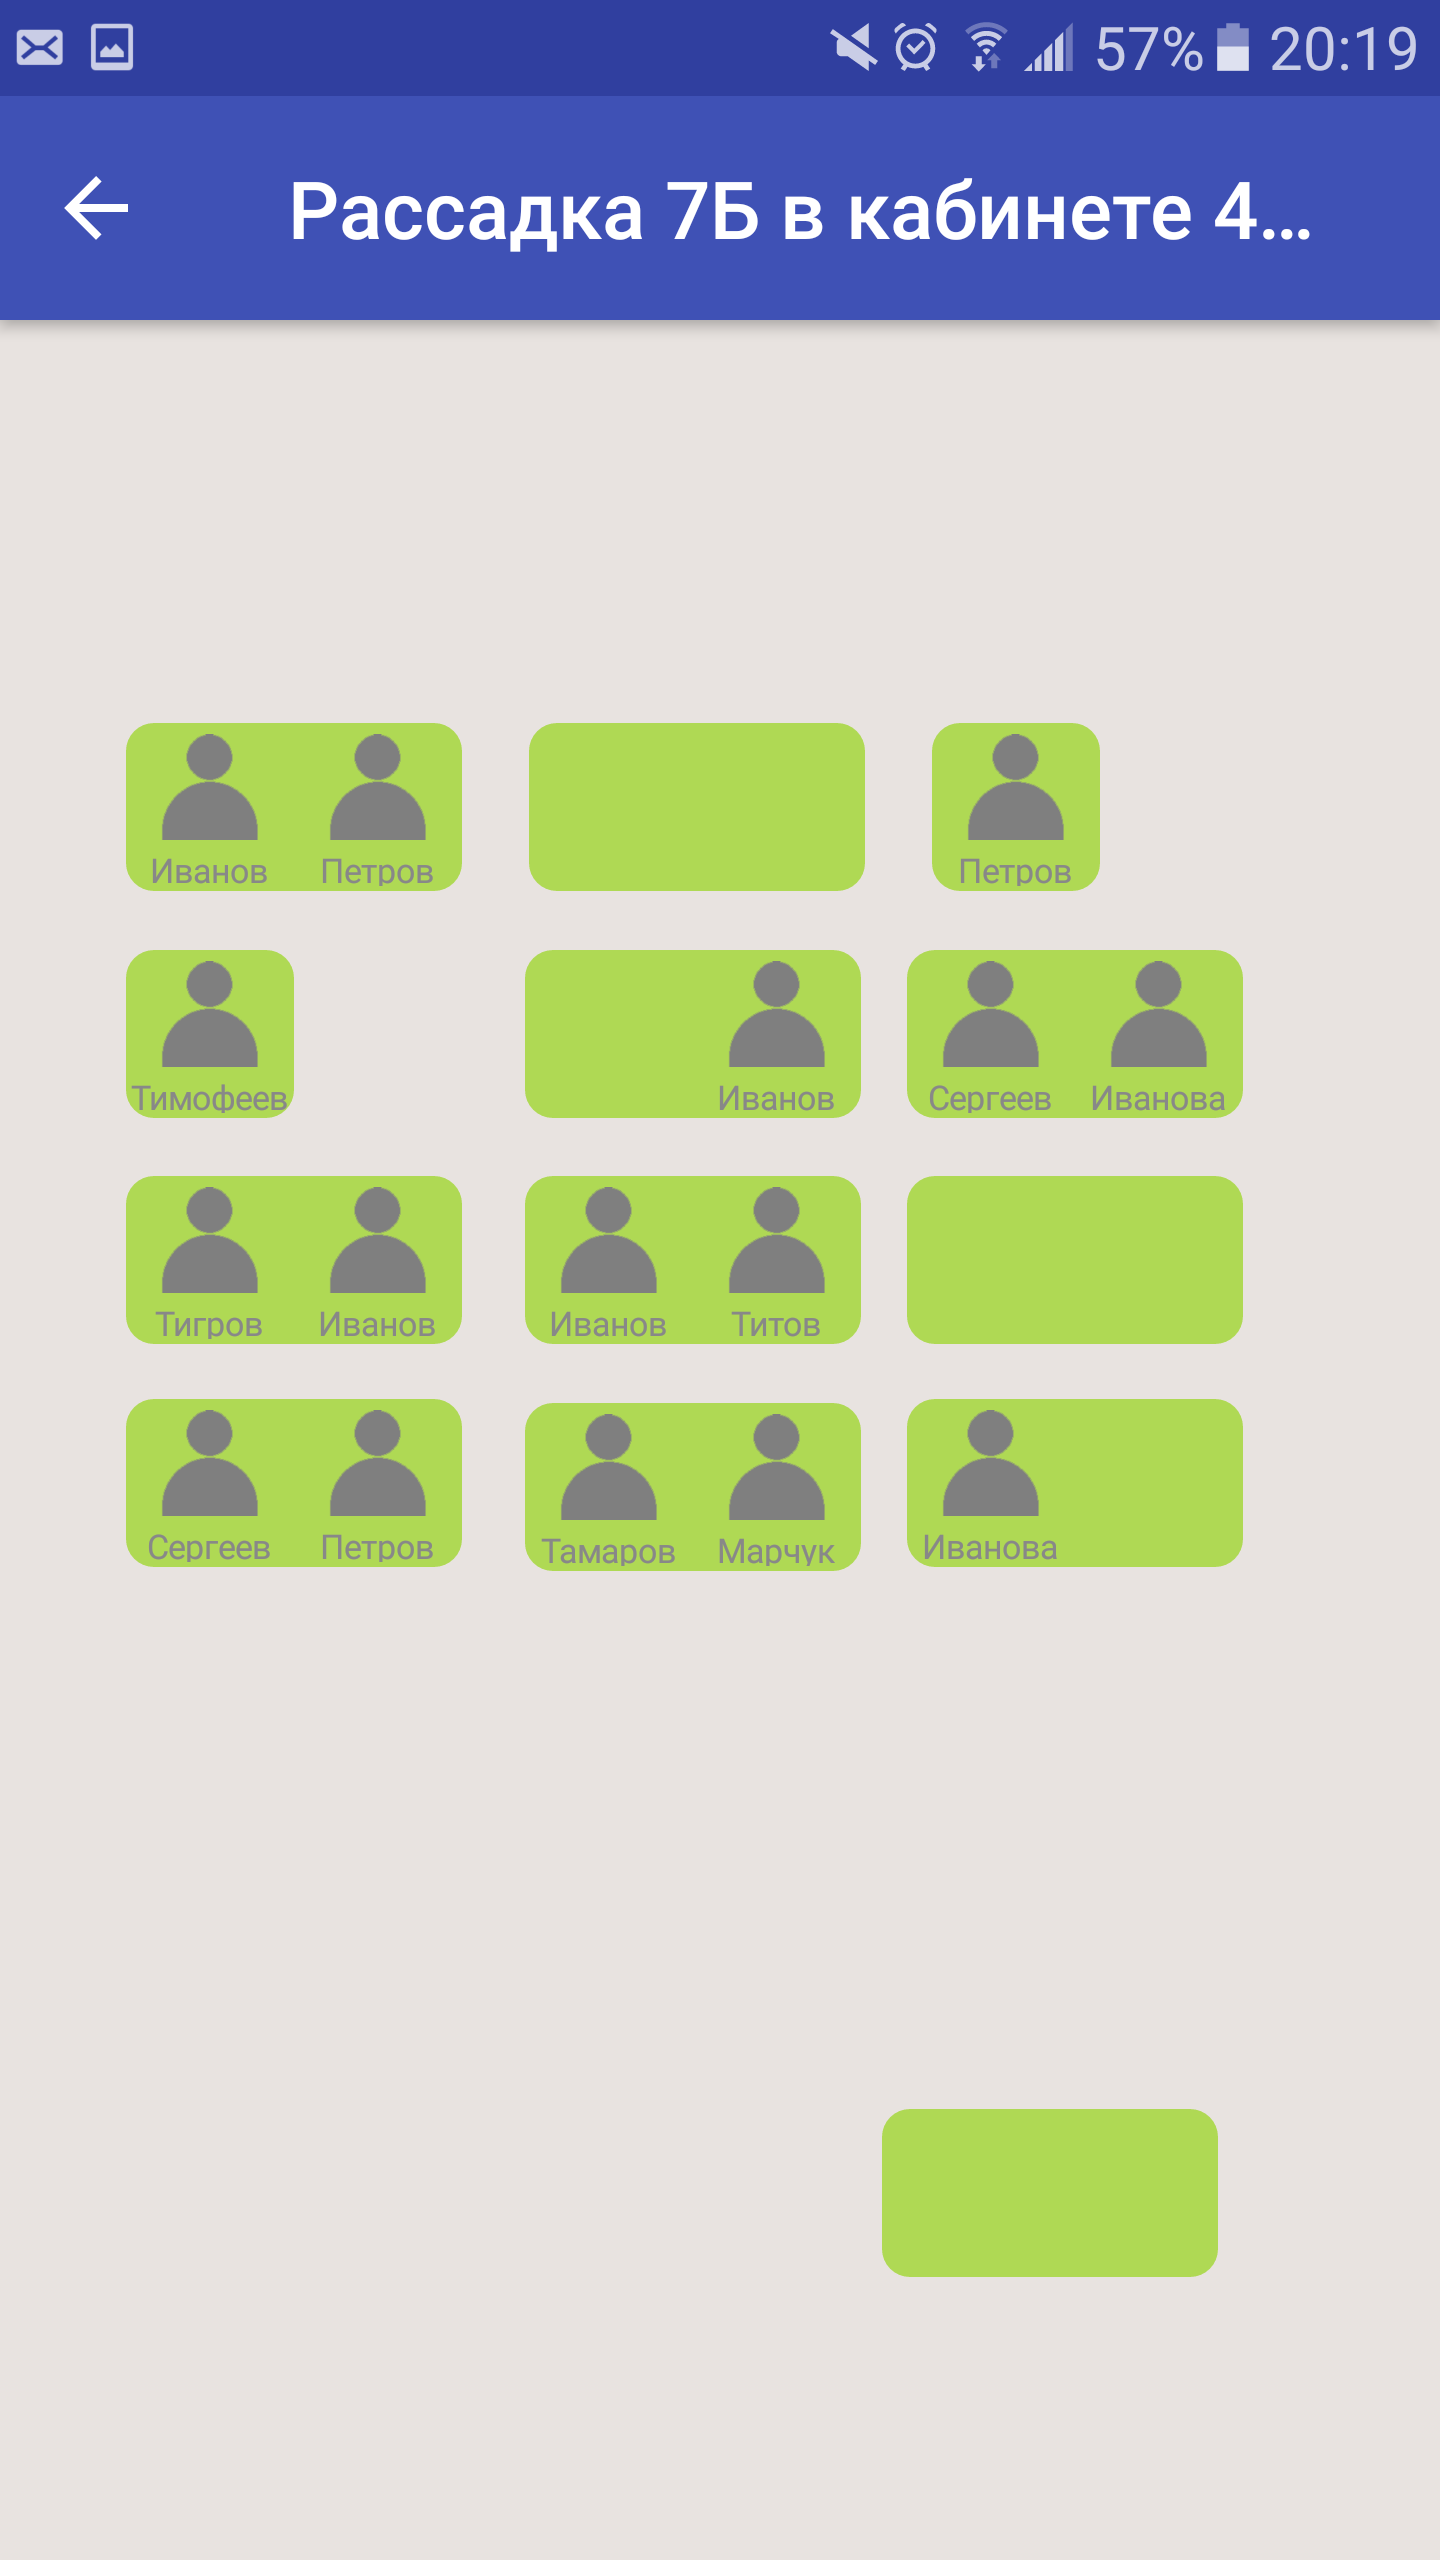 57% 20:19
Рассадка 7Б в кабинете 4...
Иванов Петров Петров
Тимофеев Иванов Сергеев Иванова
Тигров Иванов Иванов Титов
Сергеев Петров Тамаров Марчук Иванова